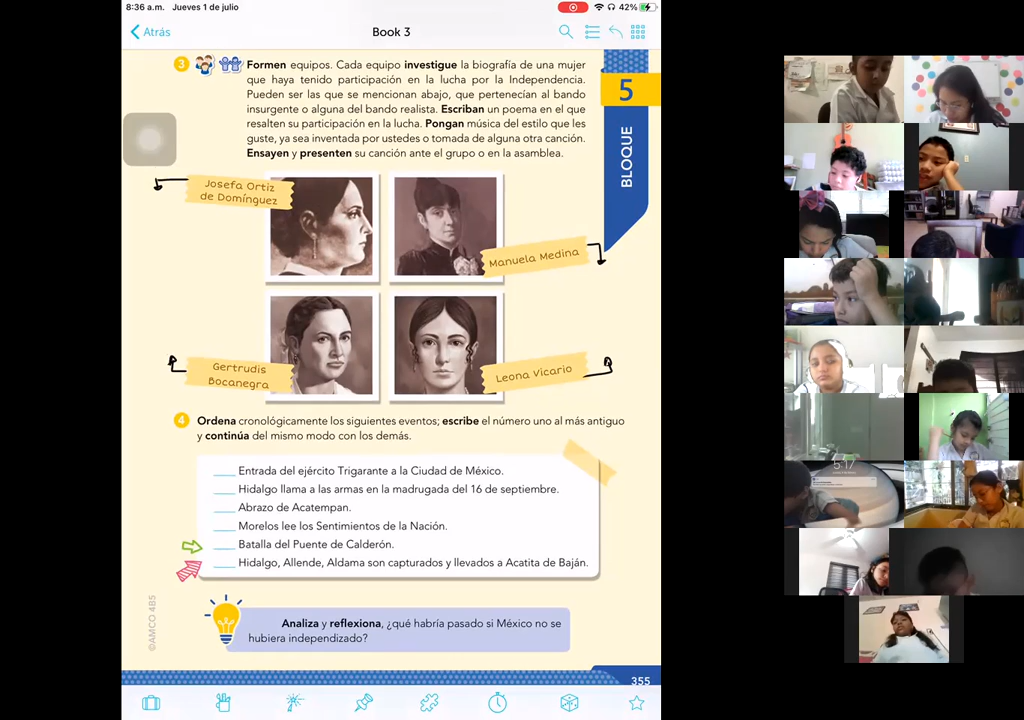 8:36 a.m. Jueves 1 de julio
42%
Atrás
Book 3
3 Formen equipos. Cada equipo investigue la biografía de una mujer
que haya tenido participación en la lucha por la Independencia.
Pueden ser las que se mencionan abajo, que pertenecían al bando
insurgente o alguna del bando realista. Escriban un poema en el que
resalten su participación en la lucha. Pongan música del estilo que les
guste, ya sea inventada por ustedes o tomada de alguna otra canción.
Ensayen y presenten su canción ante el grupo o en la asamblea.
5
BLOQUE
Josefa Ortiz
de Domínguez
Manuela Medina
Gertrudis
Bocanegra
Leona Vicario
4 Ordena cronológicamente los siguientes eventos; escribe el número uno al más antiguo
y continúa del mismo modo con los demás.
____ Entrada del ejército Trigarante a la Ciudad de México.
____ Hidalgo llama a las armas en la madrugada del 16 de septiembre.
____ Abrazo de Acatempan.
____ Morelos lee los Sentimientos de la Nación.
____ Batalla del Puente de Calderón.
____ Hidalgo, Allende, Aldama son capturados y llevados a Acatita de Baján.
©AMCO 4B5
Analiza y reflexiona, ¿qué habría pasado si México no se
hubiera independizado?
355
5:17